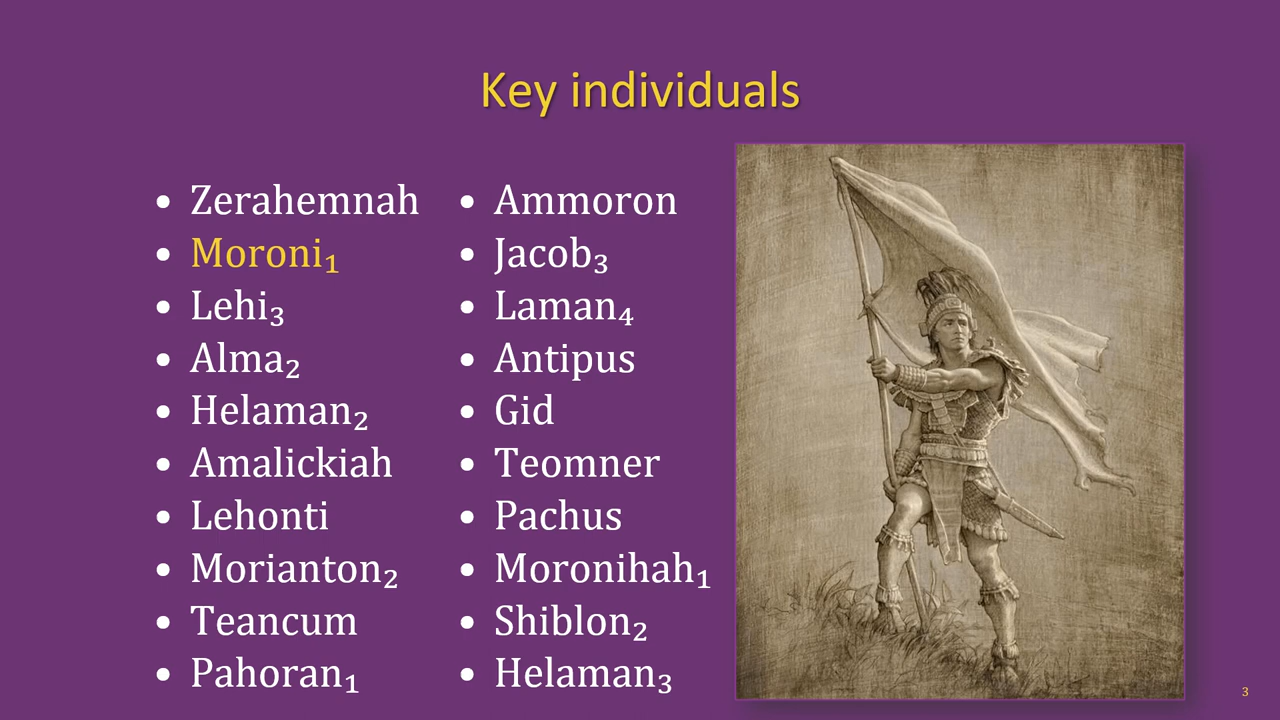 Key individuals
• Zerahemnah
• Moroni₁
• Lehi₃
• Alma₂
• Helaman₂
• Amalickiah
• Lehonti
• Morianton₂
• Teancum
• Pahoran₁
• Ammoron
• Jacob₃
• Laman₄
• Antipus
• Gid
• Teomner
• Pachus
• Moronihah₁
• Shiblon₂
• Helaman₃
3